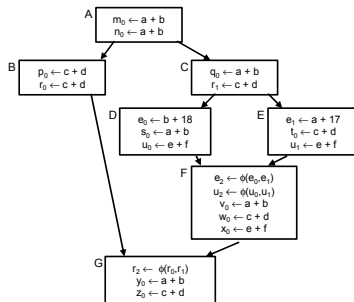 A
m₀ ← a + b
n₀ ← a + b
B
p₀ ← c + d
r₀ ← c + d
C
q₀ ← a + b
r₁ ← c + d
D
e₀ ← b + 18
s₀ ← a + b
u₀ ← e + f
E
e₁ ← a + 17
t₀ ← c + d
u₁ ← e + f
F
e₂ ← ϕ(e₀,e₁)
u₂ ← ϕ(u₀,u₁)
v₀ ← a + b
w₀ ← c + d
x₀ ← e + f
G
r₂ ← ϕ(r₀,r₁)
y₀ ← a + b
z₀ ← c + d